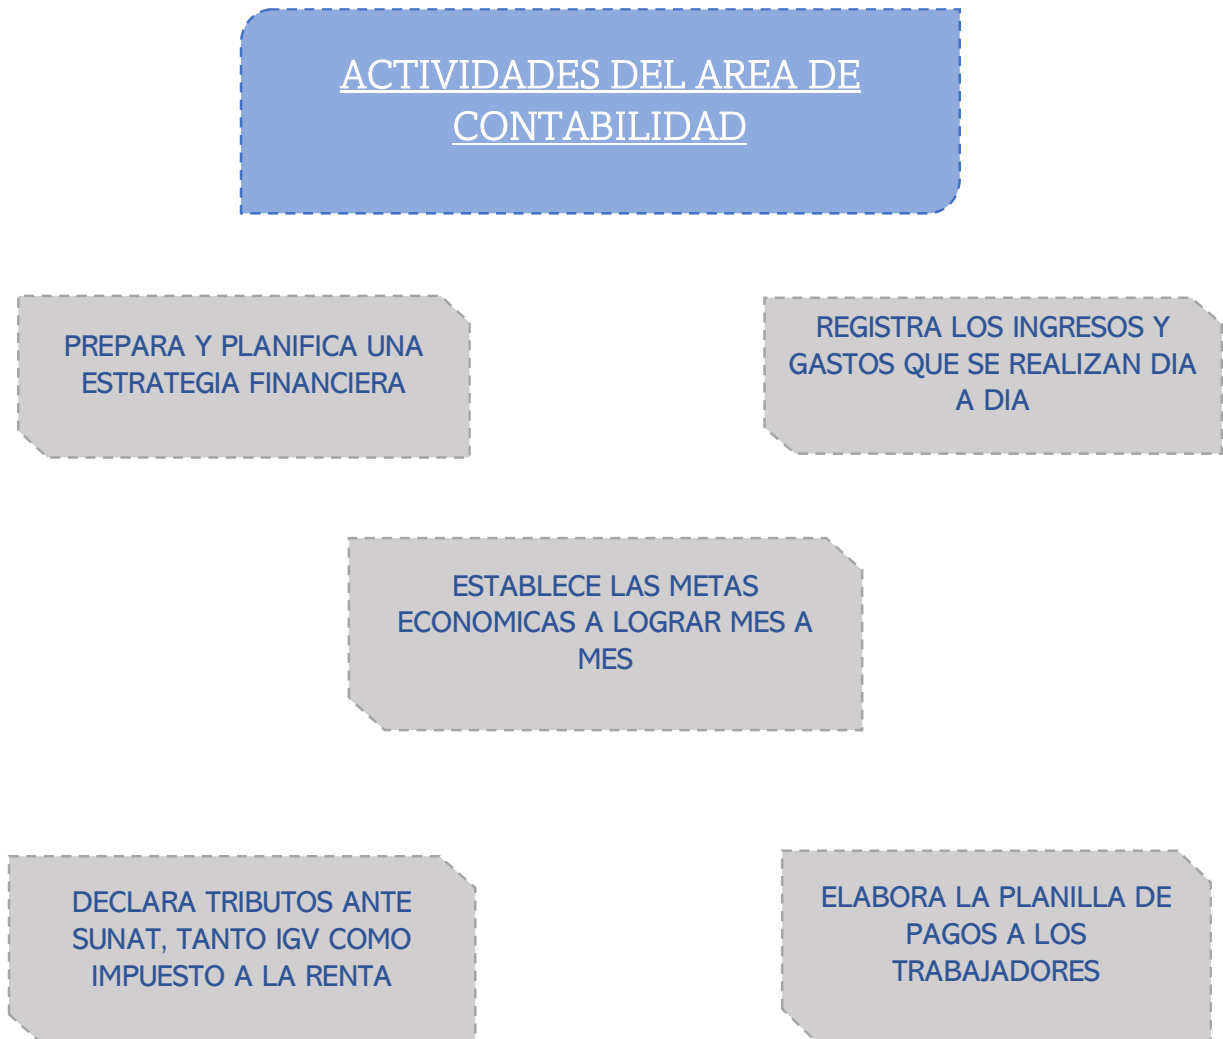 ACTIVIDADES DEL AREA DE
CONTABILIDAD
PREPARA Y PLANIFICA UNA
ESTRATEGIA FINANCIERA
REGISTRA LOS INGRESOS Y
GASTOS QUE SE REALIZAN DIA
A DIA
ESTABLECE LAS METAS
ECONOMICAS A LOGRAR MES A
MES
DECLARA TRIBUTOS ANTE
SUNAT, TANTO IGV COMO
IMPUESTO A LA RENTA
ELABORA LA PLANILLA DE
PAGOS A LOS
TRABAJADORES